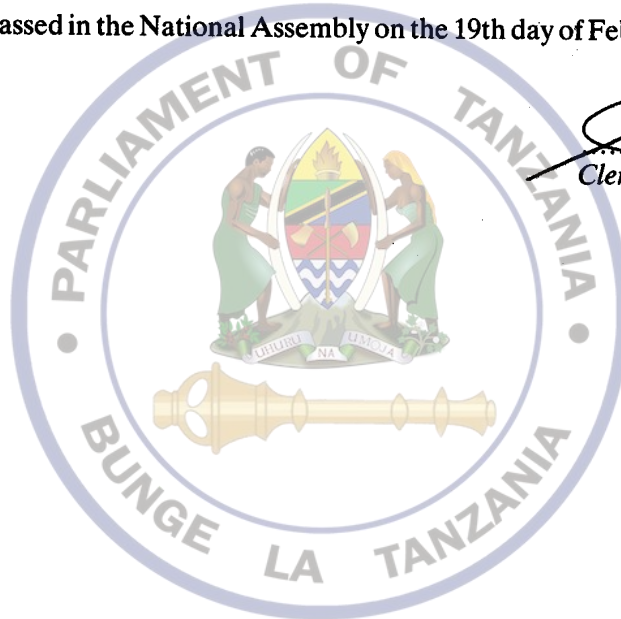 assed in the National Assembly on the 19th day of Fe
Cle
PARLIAMENT OF TANZANIA
UHURU NA UMOJA
BUNGE LA TANZANIA